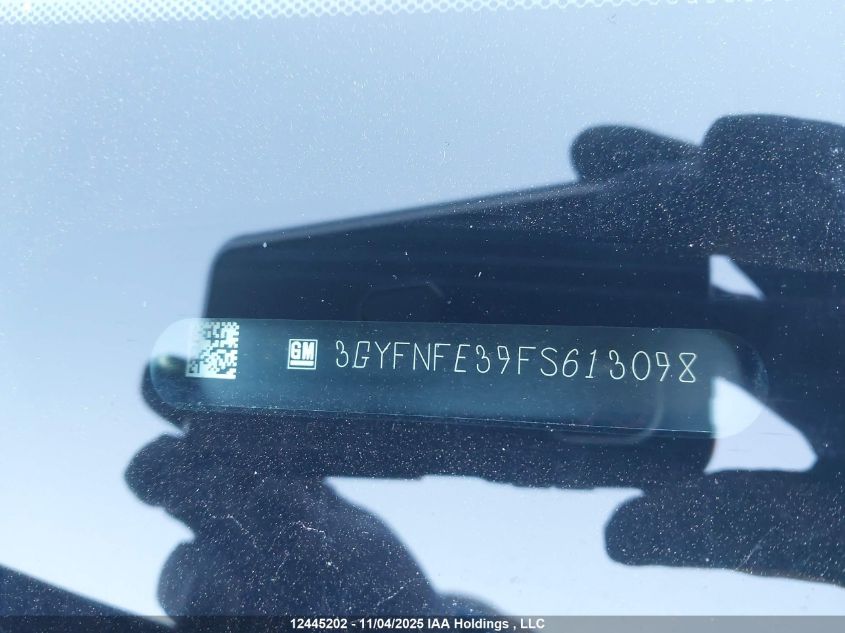 GM 3GYFNFE39FS613098
12445202 - 11/04/2025 IAA Holdings , LLC